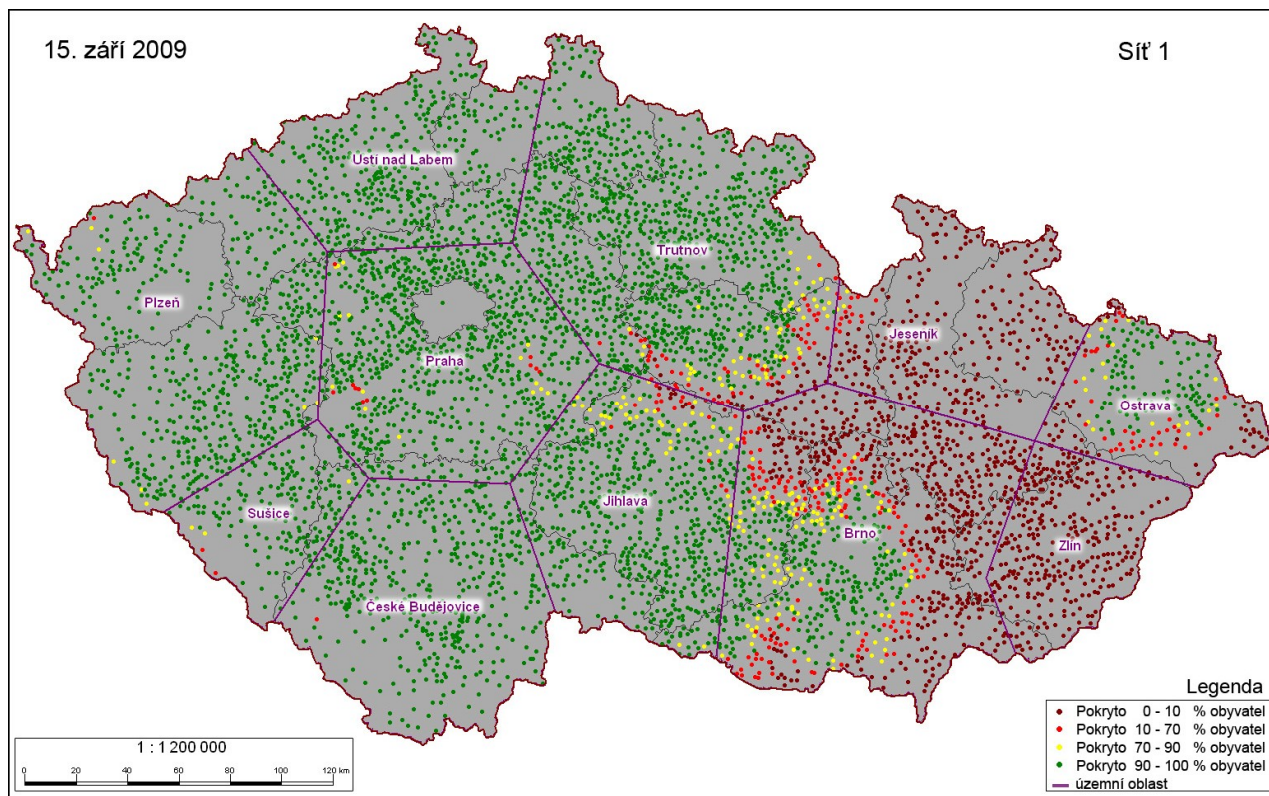 15. září 2009
Síť 1
Ústí nad Labem
Trutnov
Plzeň
Jeseník
Praha
Ostrava
Jihlava
Sušice
Brno
Zlín
České Budějovice
Legenda
Pokryto 0 - 10 % obyvatel
Pokryto 10 - 70 % obyvatel
Pokryto 70 - 90 % obyvatel
Pokryto 90 - 100 % obyvatel
územní oblast
1 : 1 200 000
0 20 40 60 80 100 120 km